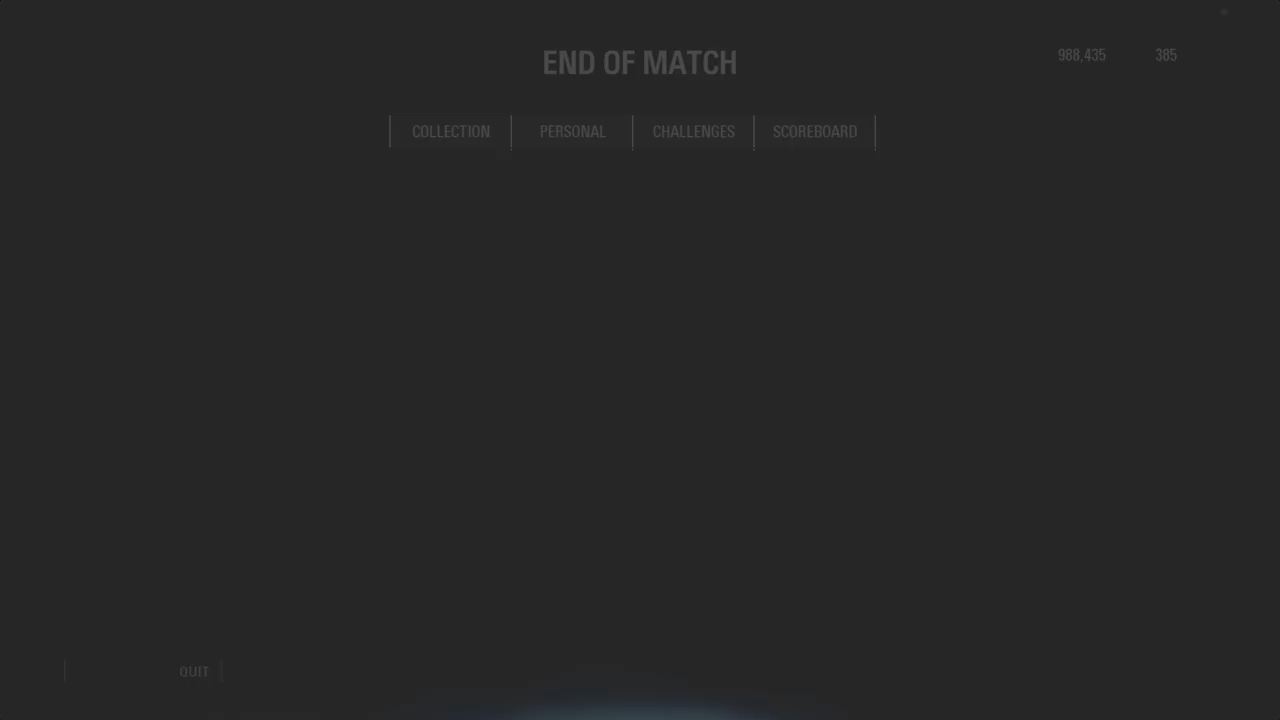 END OF MATCH
988,435 385
COLLECTION PERSONAL CHALLENGES SCOREBOARD
QUIT